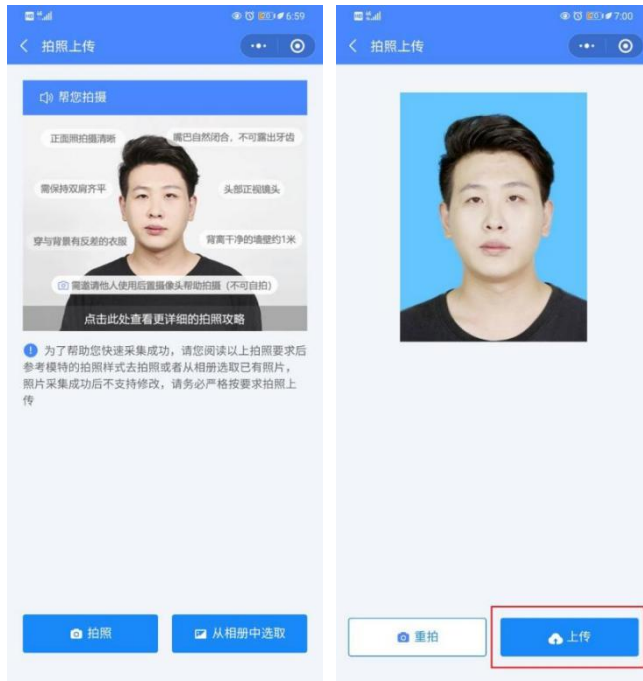 6:59
拍照上传
帮您拍摄
正面照拍摄清晰
嘴巴自然闭合，不可露出牙齿
需保持双肩齐平
头部正视镜头
穿与背景有反差的衣服
背离干净的墙壁约1米
需邀请他人使用后置摄像头帮助拍摄（不可自拍）
点击此处查看更详细的拍照攻略
为了帮助您快速采集成功，请您阅读以上拍照要求后
参考模特的拍照样式去拍照或者从相册选取已有照片，
照片采集成功后不支持修改，请务必严格按要求拍照上
传
拍照
从相册中选取
7:00
拍照上传
重拍
上传